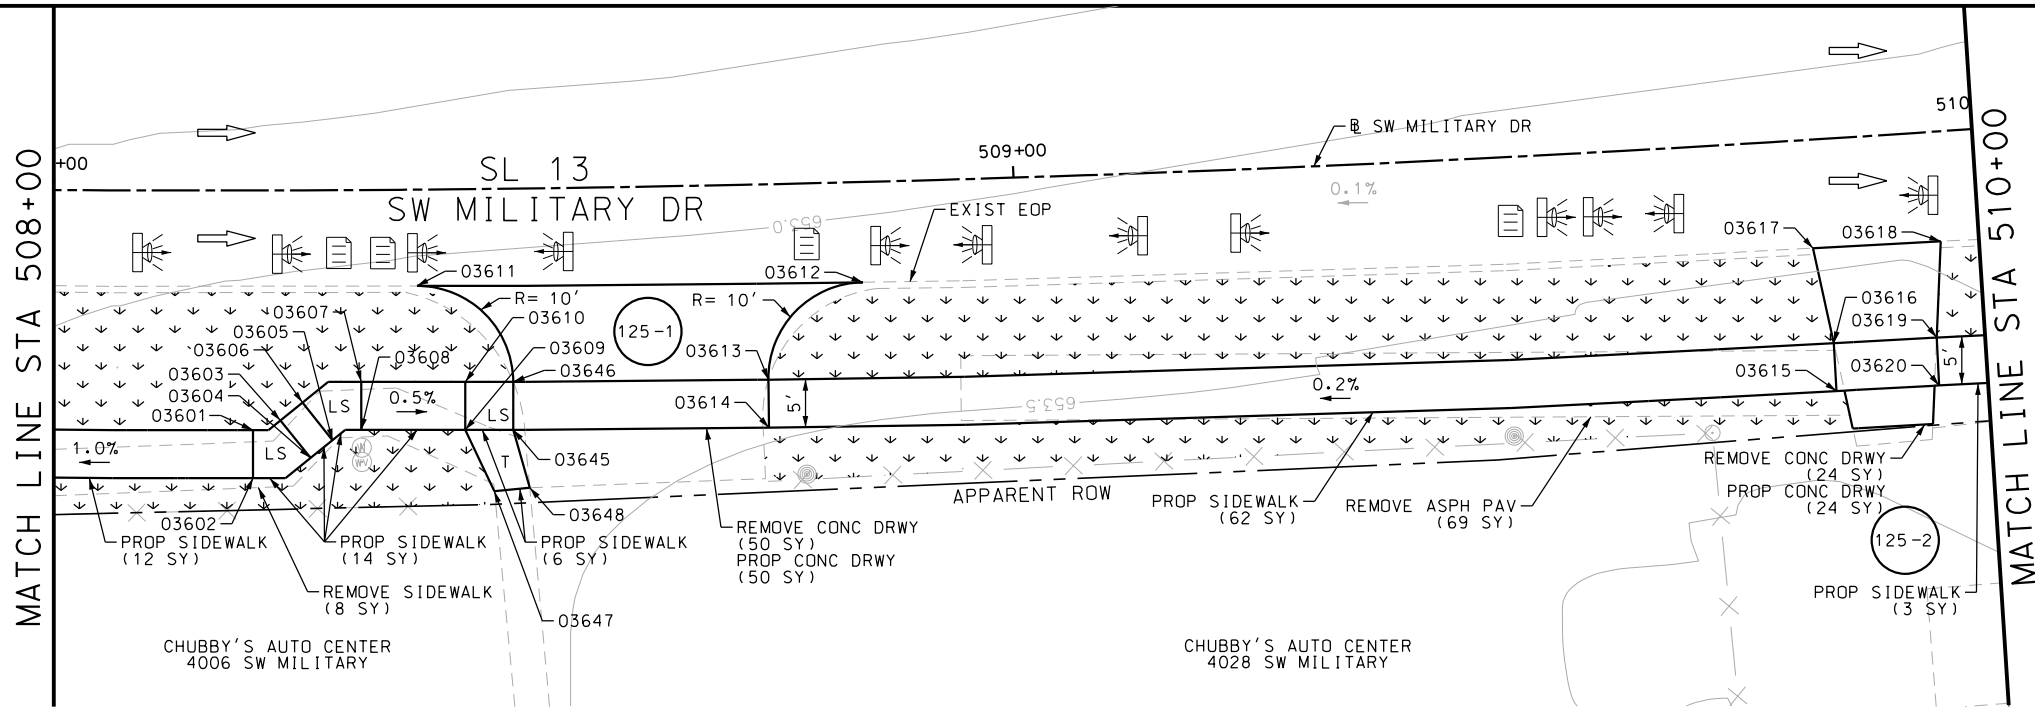 MATCH LINE STA 508+00
+00
SL 13
SW MILITARY DR
509+00
B SW MILITARY DR
510
MATCH LINE STA 510+00
EXIST EOP
0.1%
653.0
03617
03618
03611
03612
R= 10'
R= 10'
03610
125-1
03607
03605
03606
03608
03609
03613
03646
03603
03604
03601
LS
0.5%
LS
03614
5'
653.5
0.2%
03616
03619
03615
03620
5'
1.0%
LS
T
03645
03602
03648
03647
APPARENT ROW
PROP SIDEWALK
(12 SY)
PROP SIDEWALK
(14 SY)
PROP SIDEWALK
(6 SY)
REMOVE SIDEWALK
(8 SY)
REMOVE CONC DRWY
(50 SY)
PROP CONC DRWY
(50 SY)
PROP SIDEWALK
(62 SY)
REMOVE ASPH PAV
(69 SY)
REMOVE CONC DRWY
(24 SY)
PROP CONC DRWY
(24 SY)
125-2
PROP SIDEWALK
(3 SY)
CHUBBY'S AUTO CENTER
4006 SW MILITARY
CHUBBY'S AUTO CENTER
4028 SW MILITARY